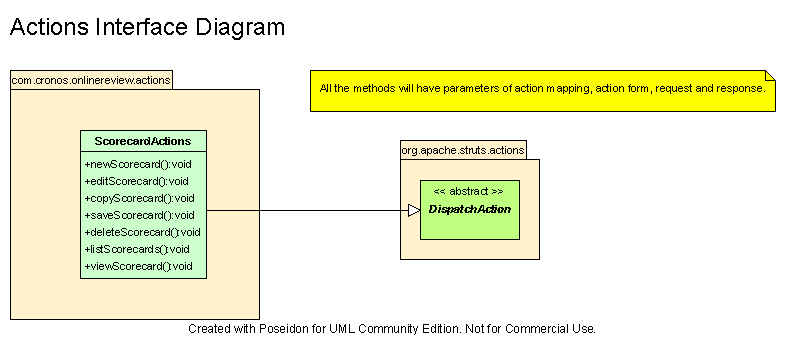 Actions Interface Diagram
com.cronos.onlinereview.actions
All the methods will have parameters of action mapping, action form, request and response.
ScorecardActions
+newScorecard():void
+editScorecard():void
+copyScorecard():void
+saveScorecard():void
+deleteScorecard():void
+listScorecards():void
+viewScorecard():void
org.apache.struts.actions
<< abstract >>
DispatchAction
Created with Poseidon for UML Community Edition. Not for Commercial Use.